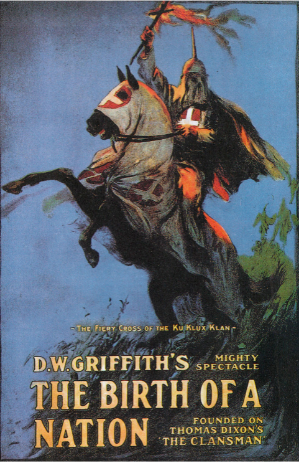 -THE FIERY CROSS OF THE KU KLUX KLAN-
D.W. GRIFFITH'S MIGHTY SPECTACLE
THE BIRTH OF A
NATION
FOUNDED ON
THOMAS DIXON'S
'THE CLANSMAN'